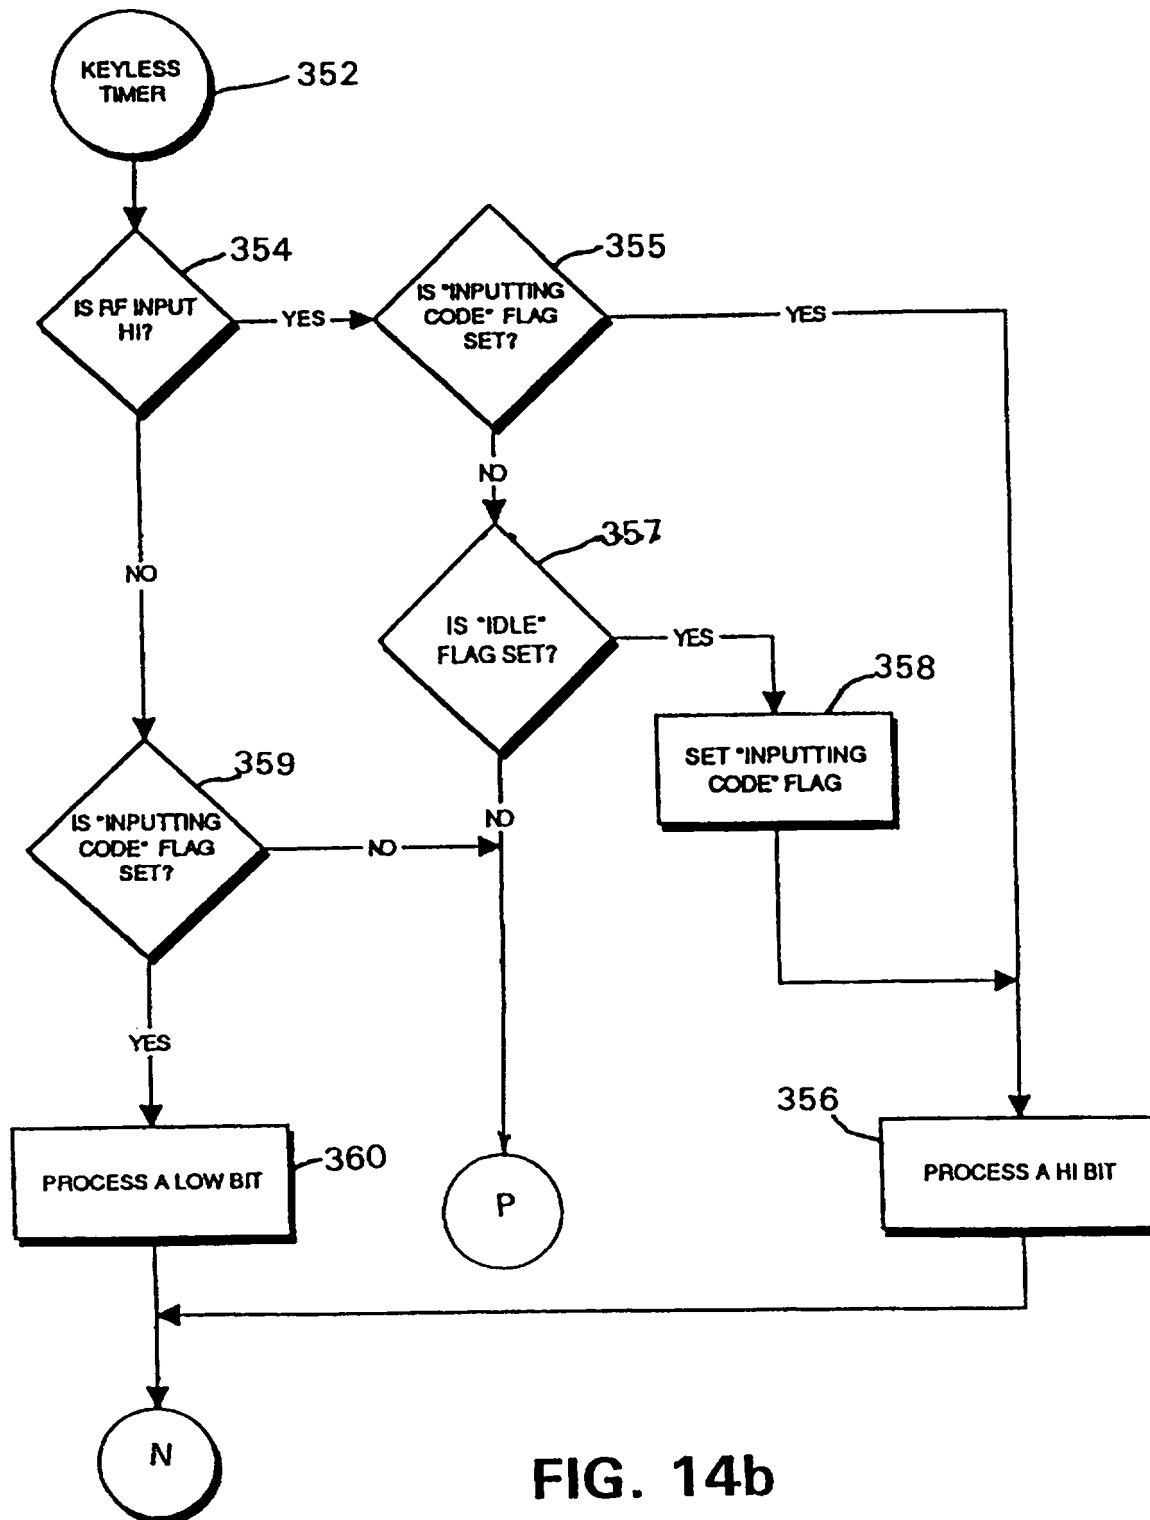 KEYLESS
TIMER
352
354
IS RF INPUT
HI?
YES
355
IS "INPUTTING
CODE" FLAG
SET?
YES
NO
NO
357
IS "IDLE"
FLAG SET?
YES
358
SET "INPUTTING
CODE" FLAG
NO
359
IS "INPUTTING
CODE" FLAG
SET?
NO
YES
360
PROCESS A LOW BIT
P
356
PROCESS A HI BIT
N
FIG. 14b